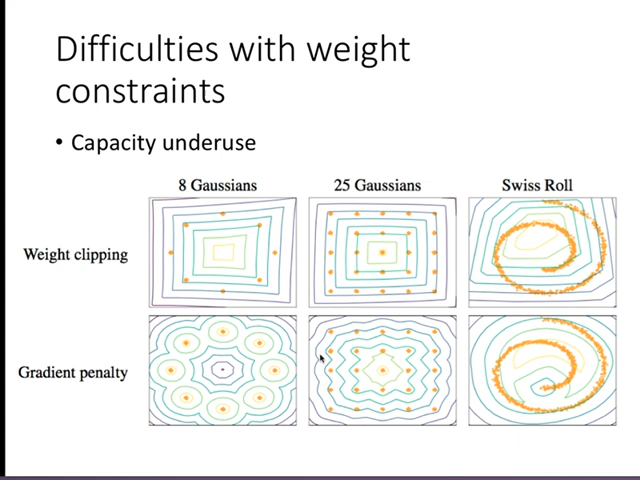 Difficulties with weight
constraints
• Capacity underuse
8 Gaussians
25 Gaussians
Swiss Roll
Weight clipping
Gradient penalty